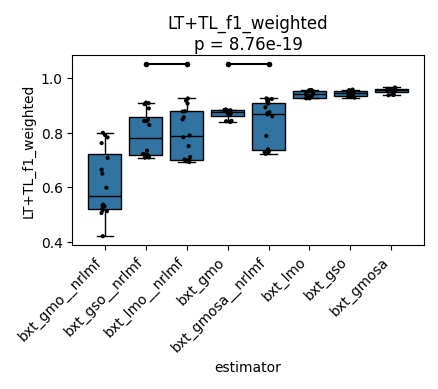 LT+TL_f1_weighted
p = 8.76e-19
LT+TL_f1_weighted
1.0
0.8
0.6
0.4
bxt_gmo__nrlmf
bxt_gso__nrlmf
bxt_lmo__nrlmf
bxt_gmo
bxt_gmosa__nrlmf
bxt_lmo
bxt_gso
bxt_gmosa
estimator